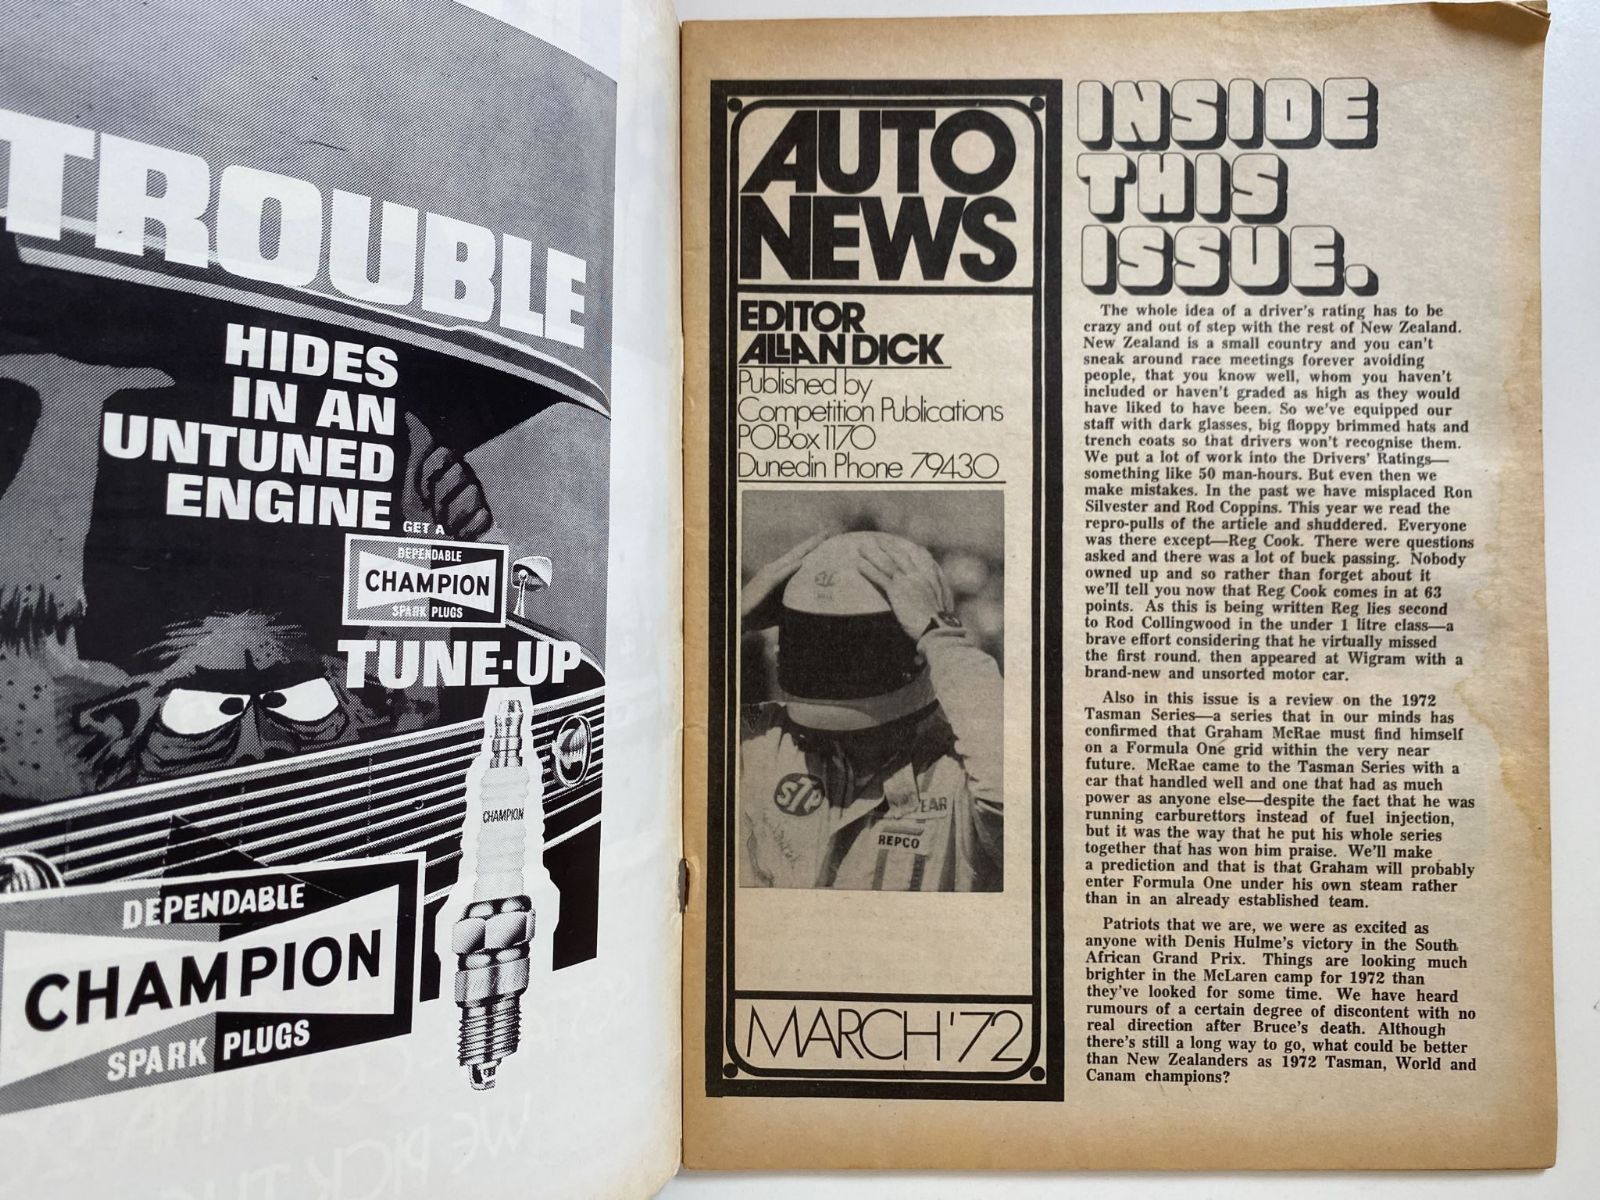 TROUBLE
HIDES
IN AN
UNTUNED
ENGINE
GET A
DEPENDABLE
CHAMPION
SPARK PLUGS
TUNE-UP
CHAMPION
DEPENDABLE
CHAMPION
SPARK PLUGS
AUTO
NEWS
EDITOR
ALLAN DICK
Published by
Competition Publications
PO Box 1170
Dunedin Phone 79430
STP
EAR
REPCO
MARCH '72
INSIDE
THIS
ISSUE.
The whole idea of a driver's rating has to be
crazy and out of step with the rest of New Zealand.
New Zealand is a small country and you can't
sneak around race meetings forever avoiding
people, that you know well, whom you haven't
included or haven't graded as high as they would
have liked to have been. So we've equipped our
staff with dark glasses, big floppy brimmed hats and
trench coats so that drivers won't recognise them.
We put a lot of work into the Drivers' Ratings—
something like 50 man-hours. But even then we
make mistakes. In the past we have misplaced Ron
Silvester and Rod Coppins. This year we read the
repro-pulls of the article and shuddered. Everyone
was there except—Reg Cook. There were questions
asked and there was a lot of buck passing. Nobody
owned up and so rather than forget about it
we'll tell you now that Reg Cook comes in at 63
points. As this is being written Reg lies second
to Rod Collingwood in the under 1 litre class—a
brave effort considering that he virtually missed
the first round, then appeared at Wigram with a
brand-new and unsorted motor car.
Also in this issue is a review on the 1972
Tasman Series—a series that in our minds has
confirmed that Graham McRae must find himself
on a Formula One grid within the very near
future. McRae came to the Tasman Series with a
car that handled well and one that had as much
power as anyone else—despite the fact that he was
running carburettors instead of fuel injection,
but it was the way that he put his whole series
together that has won him praise. We'll make
a prediction and that is that Graham will probably
enter Formula One under his own steam rather
than in an already established team.
Patriots that we are, we were as excited as
anyone with Denis Hulme's victory in the South
African Grand Prix. Things are looking much
brighter in the McLaren camp for 1972 than
they've looked for some time. We have heard
rumours of a certain degree of discontent with no
real direction after Bruce's death. Although
there's still a long way to go, what could be better
than New Zealanders as 1972 Tasman, World and
Canam champions?